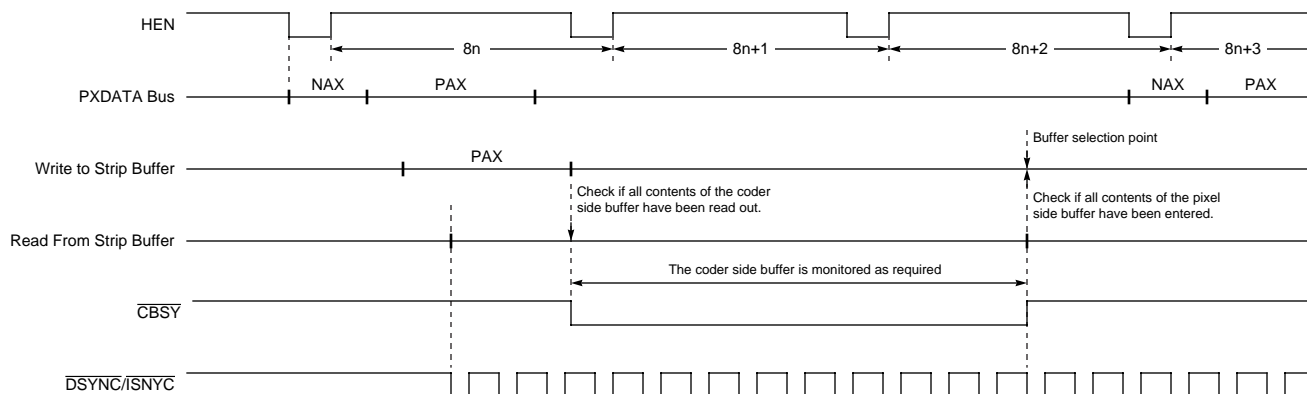 HEN
8n
8n+1
8n+2
8n+3
PXDATA Bus
NAX
PAX
NAX
PAX
Buffer selection point
Write to Strip Buffer
PAX
Check if all contents of the coder
side buffer have been read out.
Check if all contents of the pixel
side buffer have been entered.
Read From Strip Buffer
The coder side buffer is monitored as required
CBSY
DSYNC/ISNYC